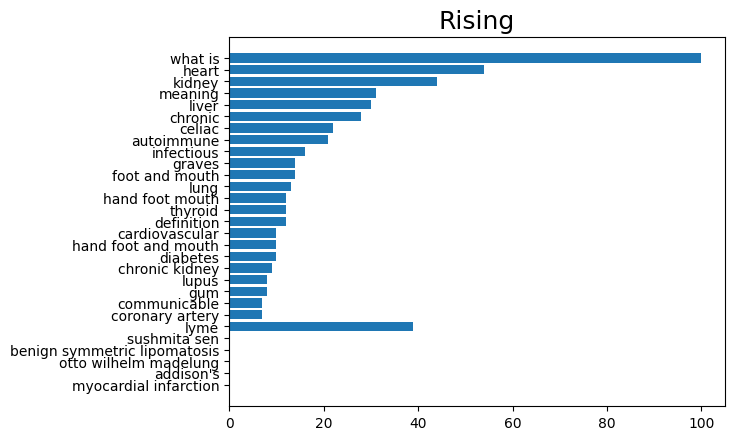 Rising
what is
heart
kidney
meaning
liver
chronic
celiac
autoimmune
infectious
graves
foot and mouth
lung
hand foot mouth
thyroid
definition
cardiovascular
hand foot and mouth
diabetes
chronic kidney
lupus
gum
communicable
coronary artery
lyme
sushmita sen
benign symmetric lipomatosis
otto wilhelm madelung
addison's
myocardial infarction
0 20 40 60 80 100